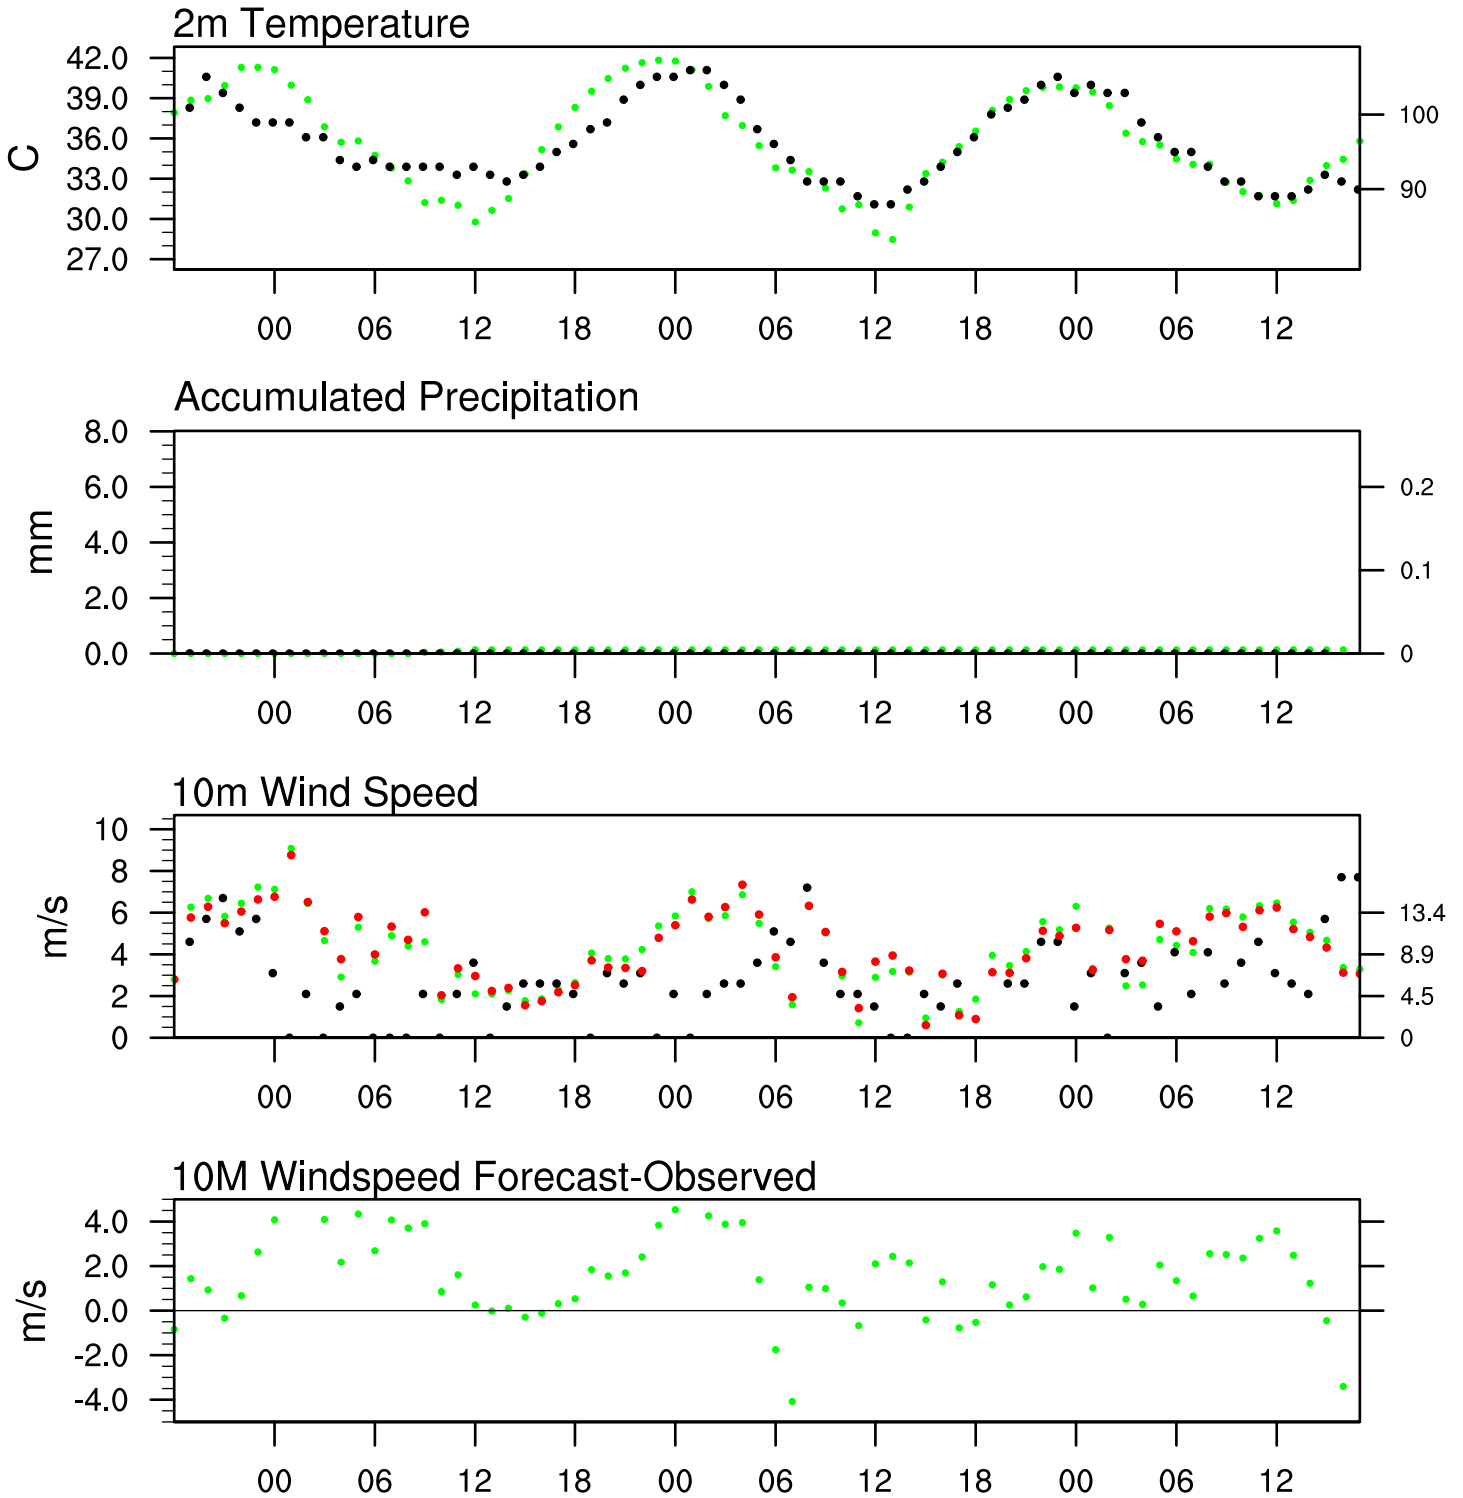 2m Temperature
42.0
39.0
36.0
33.0
30.0
27.0
C
100
90
00 06 12 18 00 06 12 18 00 06 12
Accumulated Precipitation
8.0
6.0
4.0
2.0
0.0
mm
0.2
0.1
0
00 06 12 18 00 06 12 18 00 06 12
10m Wind Speed
10
8
6
4
2
0
m/s
13.4
8.9
4.5
0
00 06 12 18 00 06 12 18 00 06 12
10M Windspeed Forecast-Observed
4.0
2.0
0.0
-2.0
-4.0
m/s
00 06 12 18 00 06 12 18 00 06 12